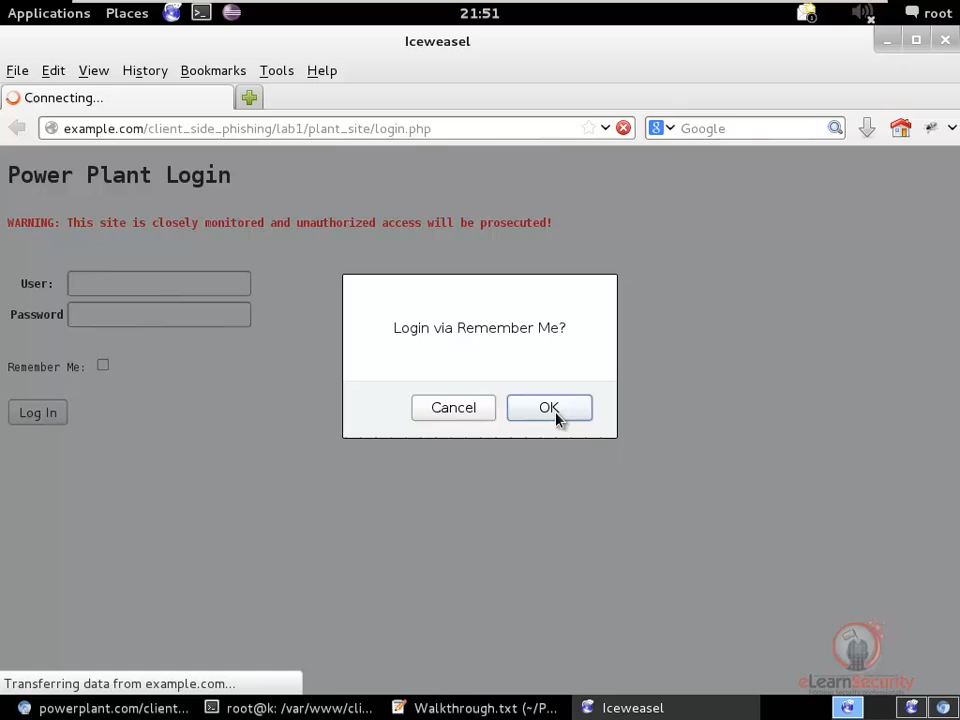 Applications Places 21:51 root
Iceweasel
File Edit View History Bookmarks Tools Help
Connecting...
example.com/client_side_phishing/lab1/plant_site/login.php Google
Power Plant Login
WARNING: This site is closely monitored and unauthorized access will be prosecuted!
User:
Password
Login via Remember Me?
Remember Me:
Cancel OK
Log In
eLearnSecurity
Transferring data from example.com...
powerplant.com/client... root@k: /var/www/cli... Walkthrough.txt (~/P... Iceweasel